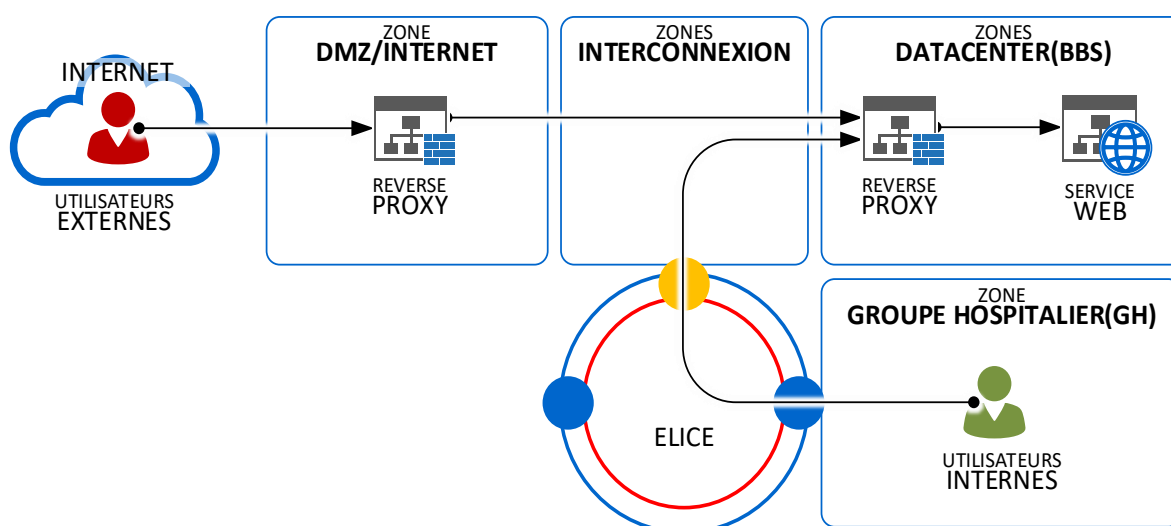 INTERNET
UTILISATEURS
EXTERNES
ZONE
DMZ/INTERNET
REVERSE
PROXY
ZONES
INTERCONNEXION
ZONES
DATACENTER(BBS)
REVERSE
PROXY
SERVICE
WEB
ELICE
ZONE
GROUPE HOSPITALIER(GH)
UTILISATEURS
INTERNES